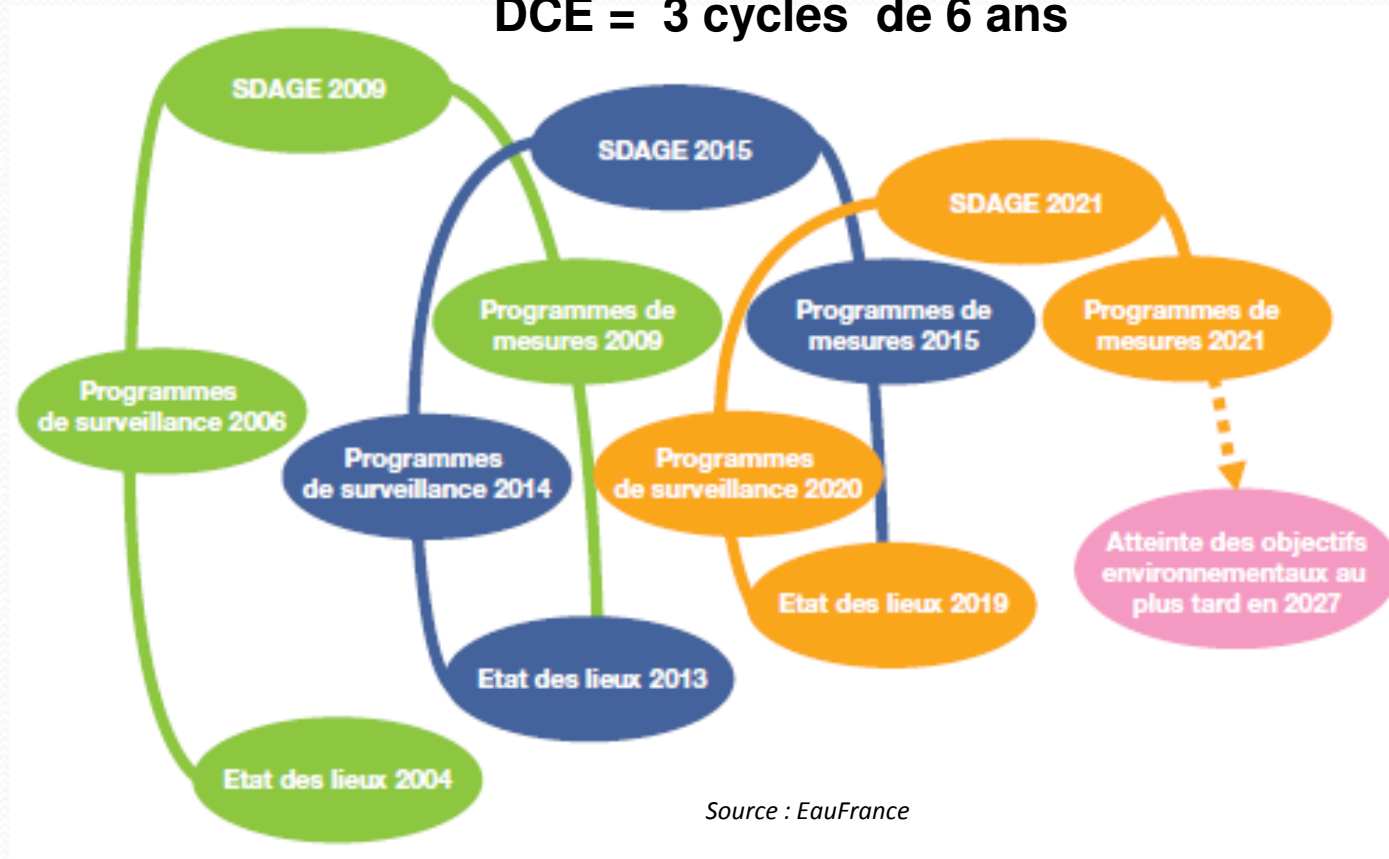 DCE = 3 cycles de 6 ans
SDAGE 2009
SDAGE 2015
SDAGE 2021
Programmes de
mesures 2009
Programmes de
mesures 2015
Programmes de
mesures 2021
Programmes
de surveillance 2006
Programmes
de surveillance 2014
Programmes
de surveillance 2020
Atteinte des objectifs
environnementaux au
plus tard en 2027
Etat des lieux 2019
Etat des lieux 2013
Etat des lieux 2004
Source : EauFrance